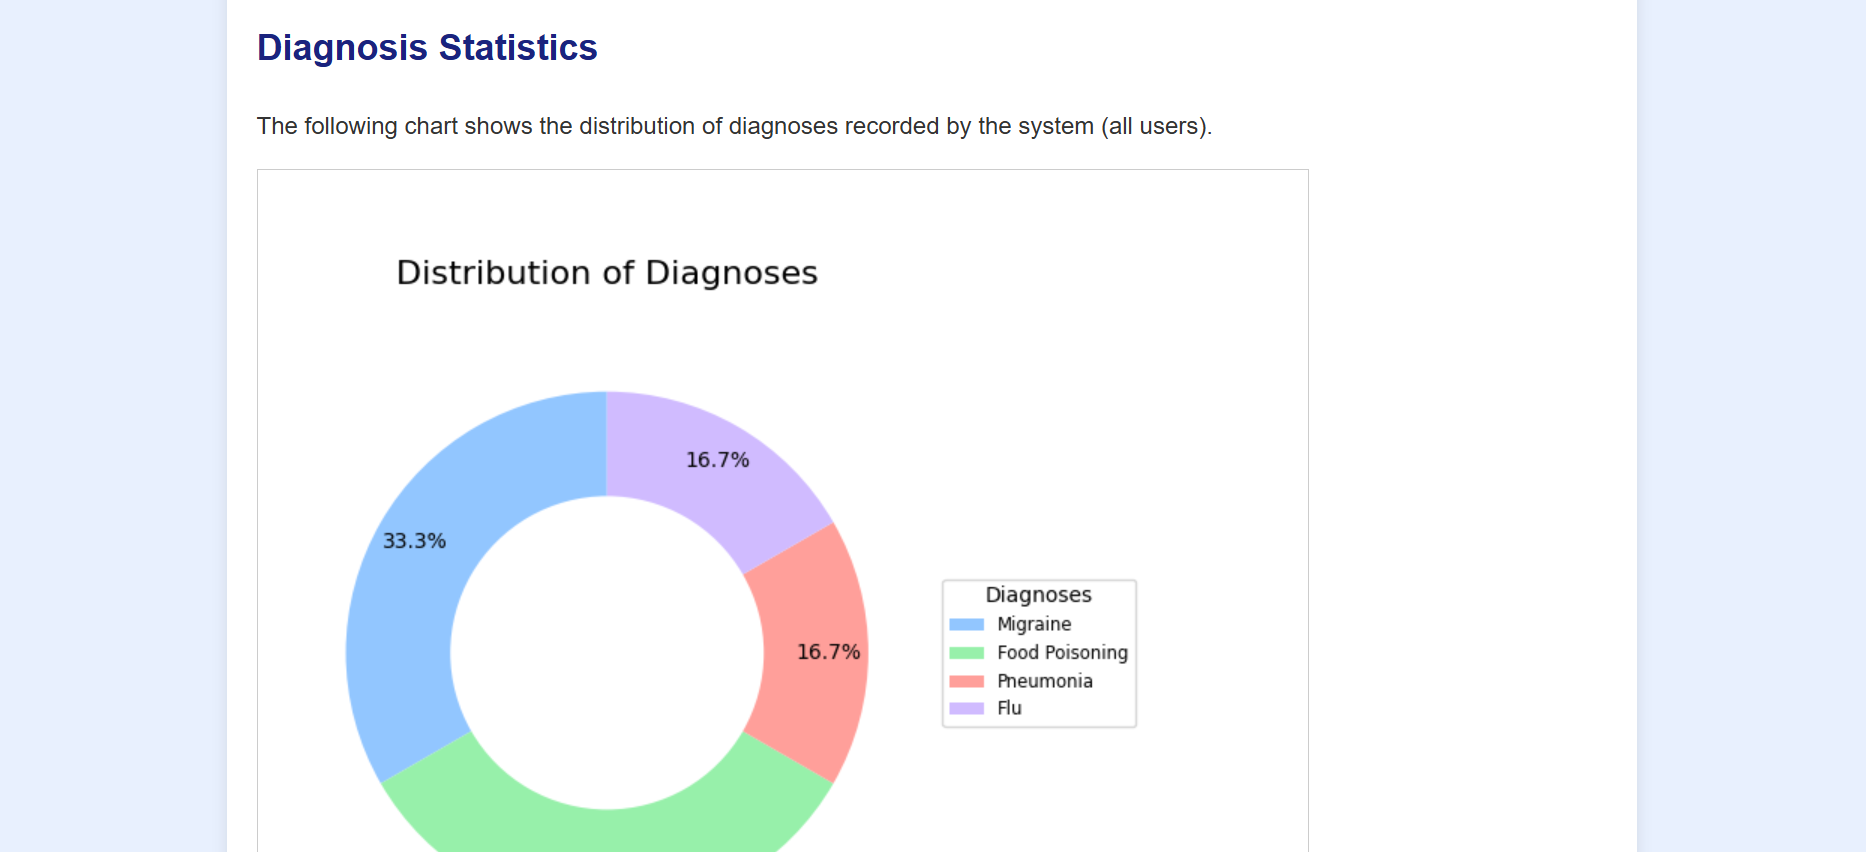 Diagnosis Statistics
The following chart shows the distribution of diagnoses recorded by the system (all users).
Distribution of Diagnoses
16.7%
33.3%
16.7%
Diagnoses
Migraine
Food Poisoning
Pneumonia
Flu